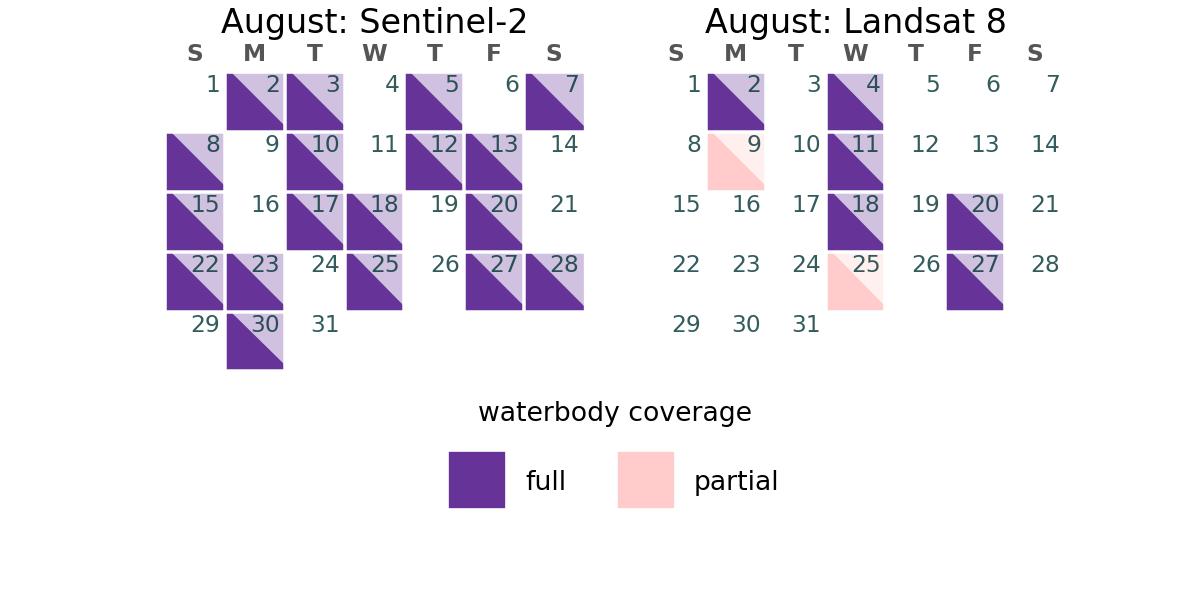 August: Sentinel-2
S M T W T F S
1 2 3 4 5 6 7
8 9 10 11 12 13 14
15 16 17 18 19 20 21
22 23 24 25 26 27 28
29 30 31
August: Landsat 8
S M T W T F S
1 2 3 4 5 6 7
8 9 10 11 12 13 14
15 16 17 18 19 20 21
22 23 24 25 26 27 28
29 30 31
waterbody coverage
full
partial